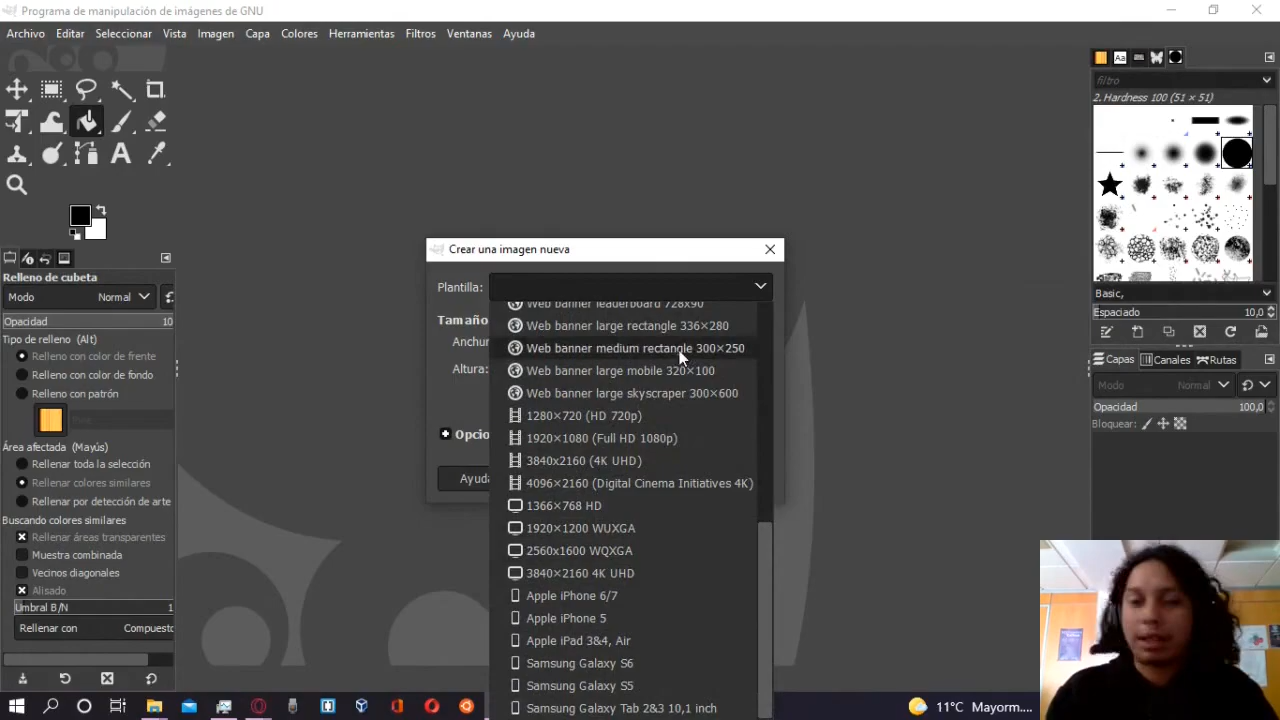 Programa de manipulación de imágenes de GNU
Archivo Editar Seleccionar Vista Imagen Capa Colores Herramientas Filtros Ventanas Ayuda
Aa
filtro
2. Hardness 100 (51 × 51)
Relleno de cubeta
Modo Normal
Opacidad 10
Tipo de relleno (Alt)
Relleno con color de frente
Relleno con color de fondo
Relleno con patrón
Área afectada (Mayús)
Rellenar toda la selección
Rellenar colores similares
Rellenar por detección de arte
Buscando colores similares
Rellenar áreas transparentes
Muestra combinada
Vecinos diagonales
Alisado
Umbral B/N 1
Rellenar con Compuesto
Crear una imagen nueva
Plantilla:
Tamaño
Anchur
Altura:
Opcio
Ayuda
Web banner leaderboard 728x90
Web banner large rectangle 336×280
Web banner medium rectangle 300×250
Web banner large mobile 320×100
Web banner large skyscraper 300×600
1280×720 (HD 720p)
1920×1080 (Full HD 1080p)
3840x2160 (4K UHD)
4096×2160 (Digital Cinema Initiatives 4K)
1366×768 HD
1920×1200 WUXGA
2560x1600 WQXGA
3840×2160 4K UHD
Apple iPhone 6/7
Apple iPhone 5
Apple iPad 3&4, Air
Samsung Galaxy S6
Samsung Galaxy S5
Samsung Galaxy Tab 2&3 10,1 inch
Basic,
Espaciado 10,0
Capas Canales Rutas
Modo Normal
Opacidad 100,0
Bloquear:
11°C Mayorm....